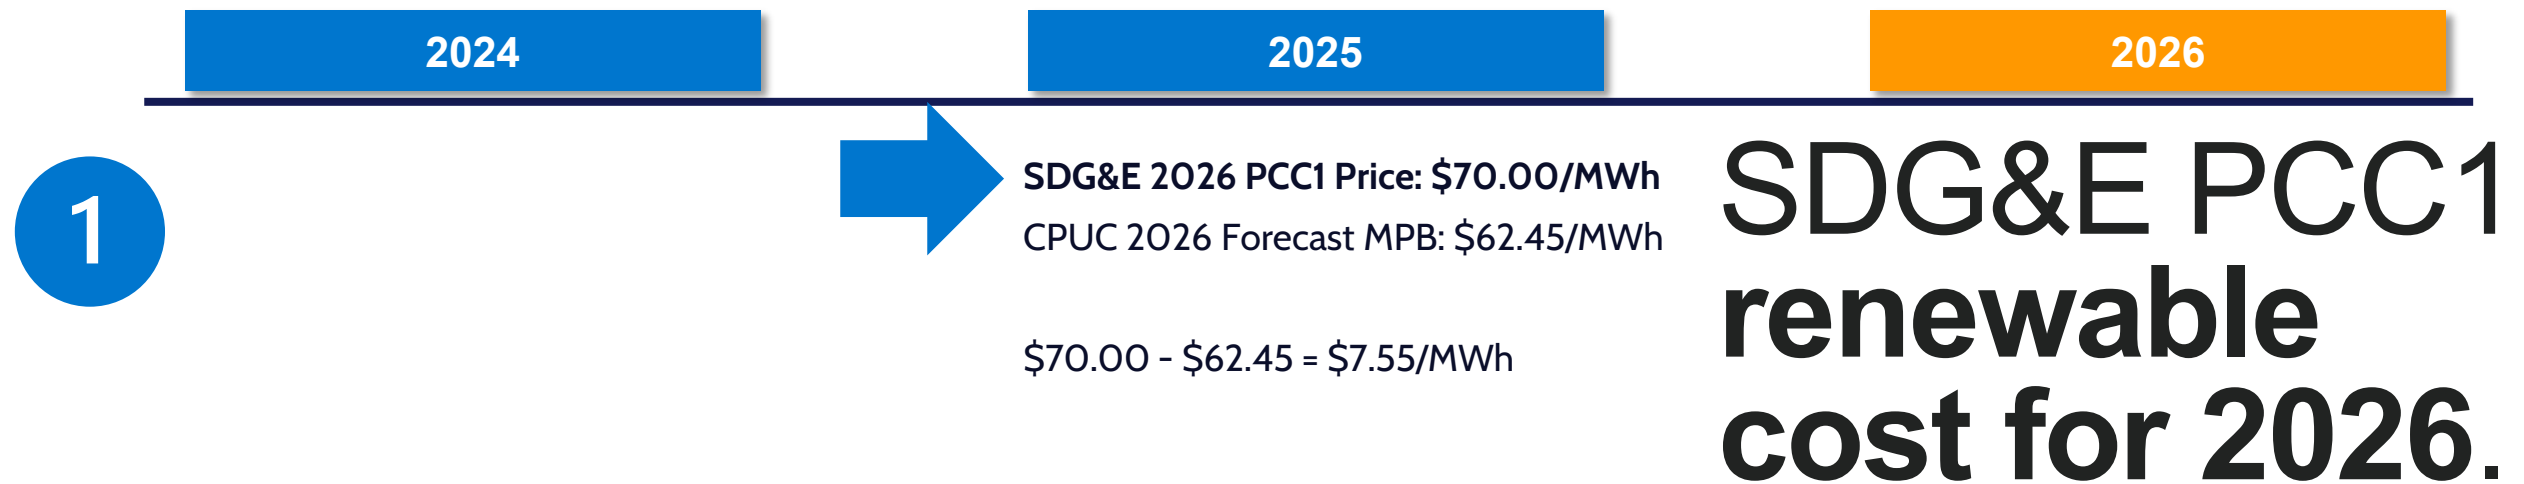 2024
2025
2026
1
SDG&E 2026 PCC1 Price: $70.00/MWh
CPUC 2026 Forecast MPB: $62.45/MWh
$70.00 - $62.45 = $7.55/MWh
SDG&E PCC1
renewable
cost for 2026.